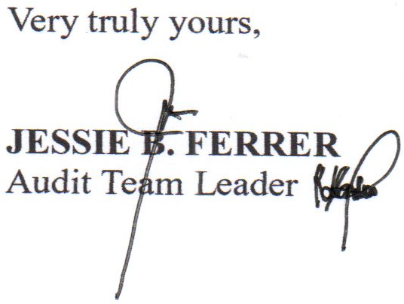 Very truly yours,
JESSIE B. FERRER
Audit Team Leader